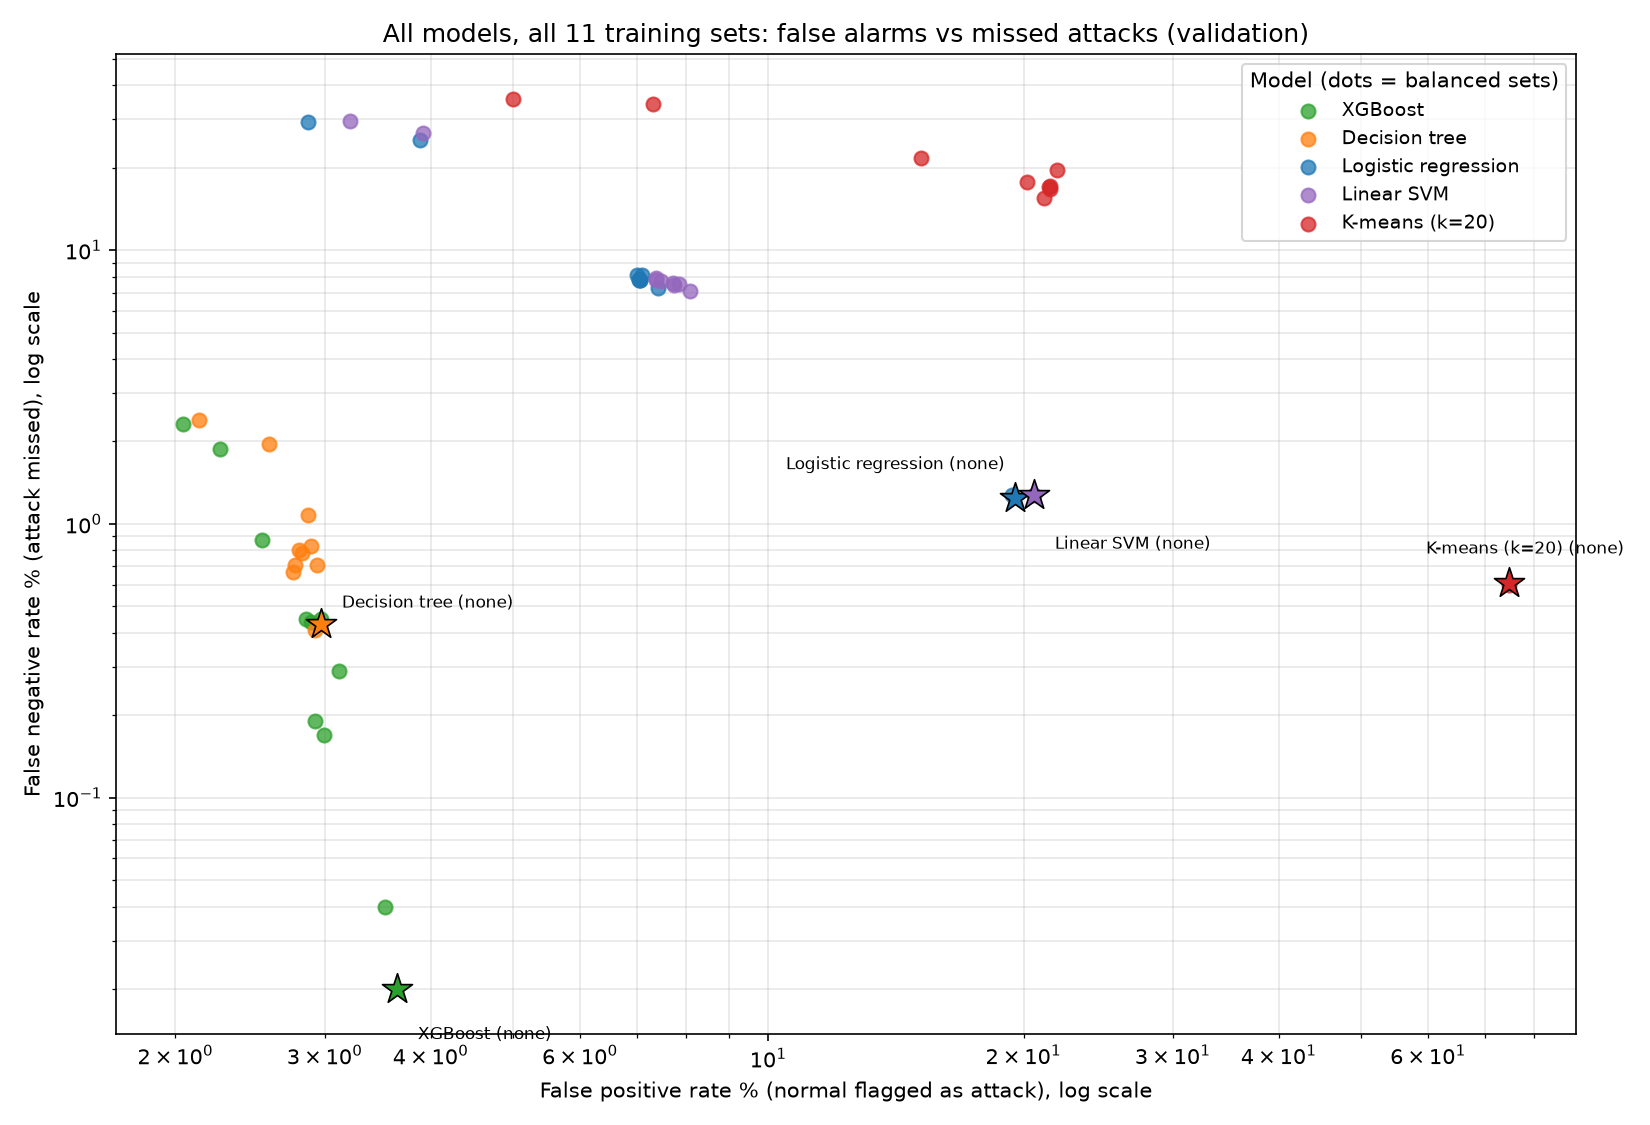 All models, all 11 training sets: false alarms vs missed attacks (validation)
Model (dots = balanced sets)
XGBoost
Decision tree
Logistic regression
Linear SVM
K-means (k=20)
False negative rate % (attack missed), log scale
10¹
10⁰
10⁻¹
Logistic regression (none)
Linear SVM (none)
K-means (k=20) (none)
Decision tree (none)
XGBoost (none)
2 × 10⁰
3 × 10⁰
4 × 10⁰
6 × 10⁰
10¹
2 × 10¹
3 × 10¹
4 × 10¹
6 × 10¹
False positive rate % (normal flagged as attack), log scale